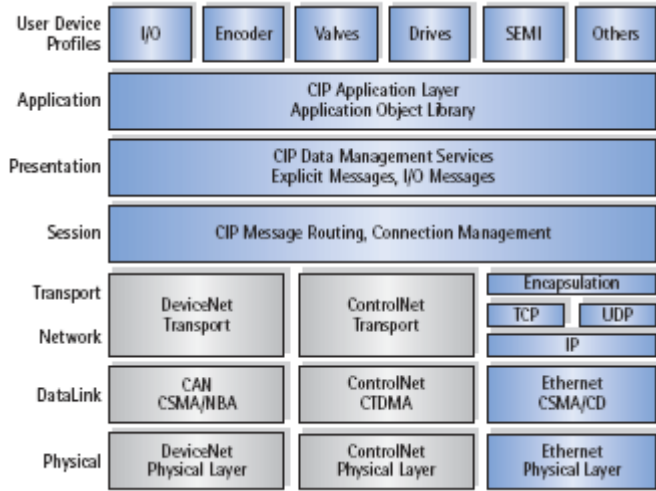 User Device
Profiles
I/O
Encoder
Valves
Drives
SEMI
Others
Application
CIP Application Layer
Application Object Library
Presentation
CIP Data Management Services
Explicit Messages, I/O Messages
Session
CIP Message Routing, Connection Management
Transport
Network
DeviceNet
Transport
ControlNet
Transport
Encapsulation
TCP
UDP
IP
DataLink
CAN
CSMA/NBA
ControlNet
CTDMA
Ethernet
CSMA/CD
Physical
DeviceNet
Physical Layer
ControlNet
Physical Layer
Ethernet
Physical Layer